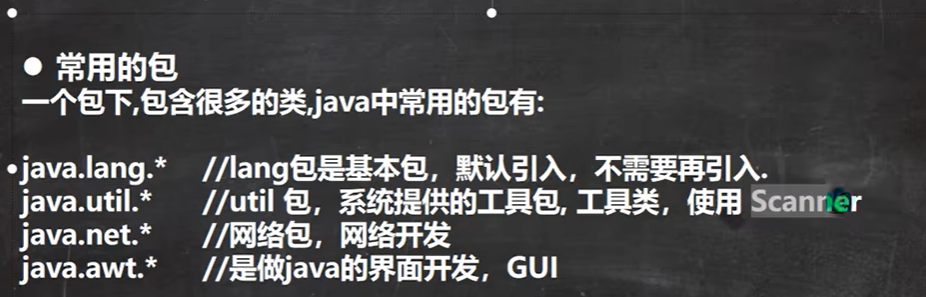 ● 常用的包
一个包下,包含很多的类,java中常用的包有:
•java.lang.* //lang包是基本包，默认引入，不需要再引入.
java.util.* //util 包，系统提供的工具包, 工具类，使用 Scanner
java.net.* //网络包，网络开发
java.awt.* //是做java的界面开发，GUI